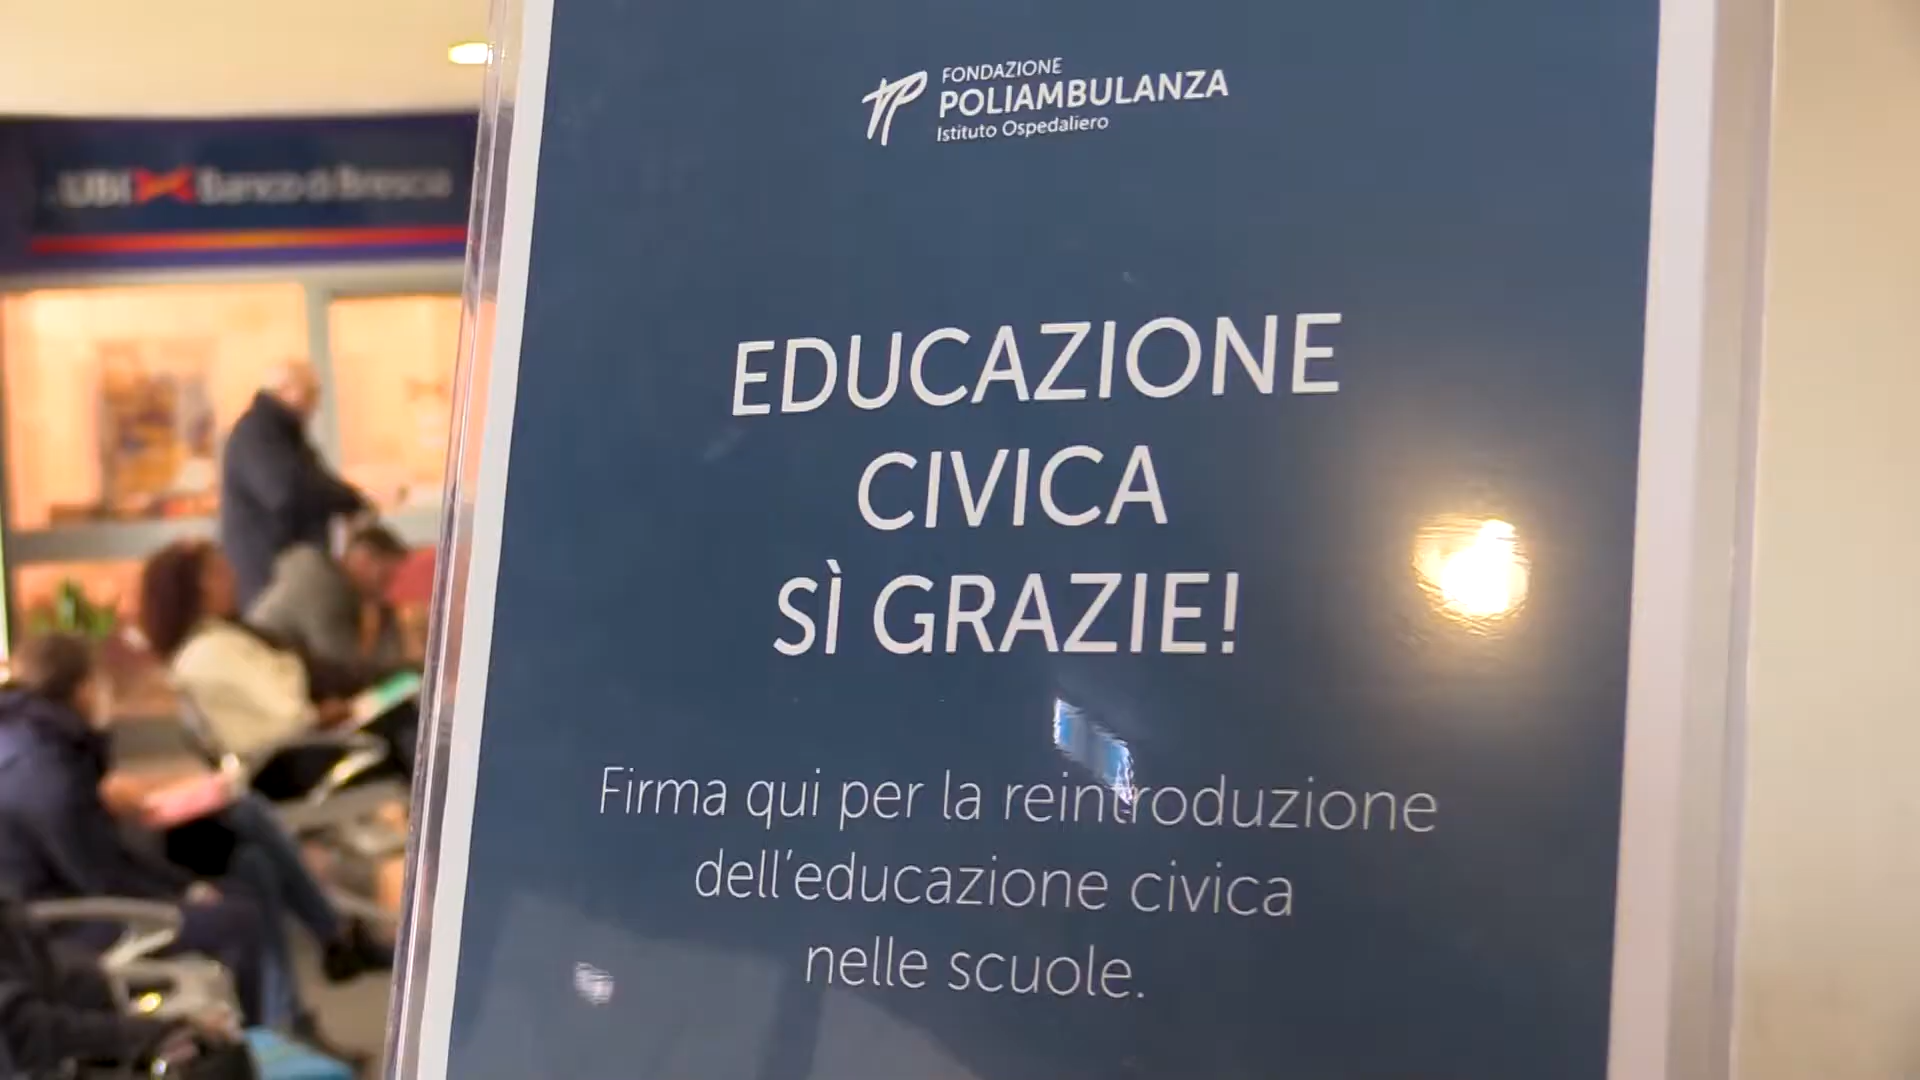 UBI Banco di Brescia
FONDAZIONE
POLIAMBULANZA
Istituto Ospedaliero
EDUCAZIONE
CIVICA
SÌ GRAZIE!
Firma qui per la reintroduzione
dell'educazione civica
nelle scuole.